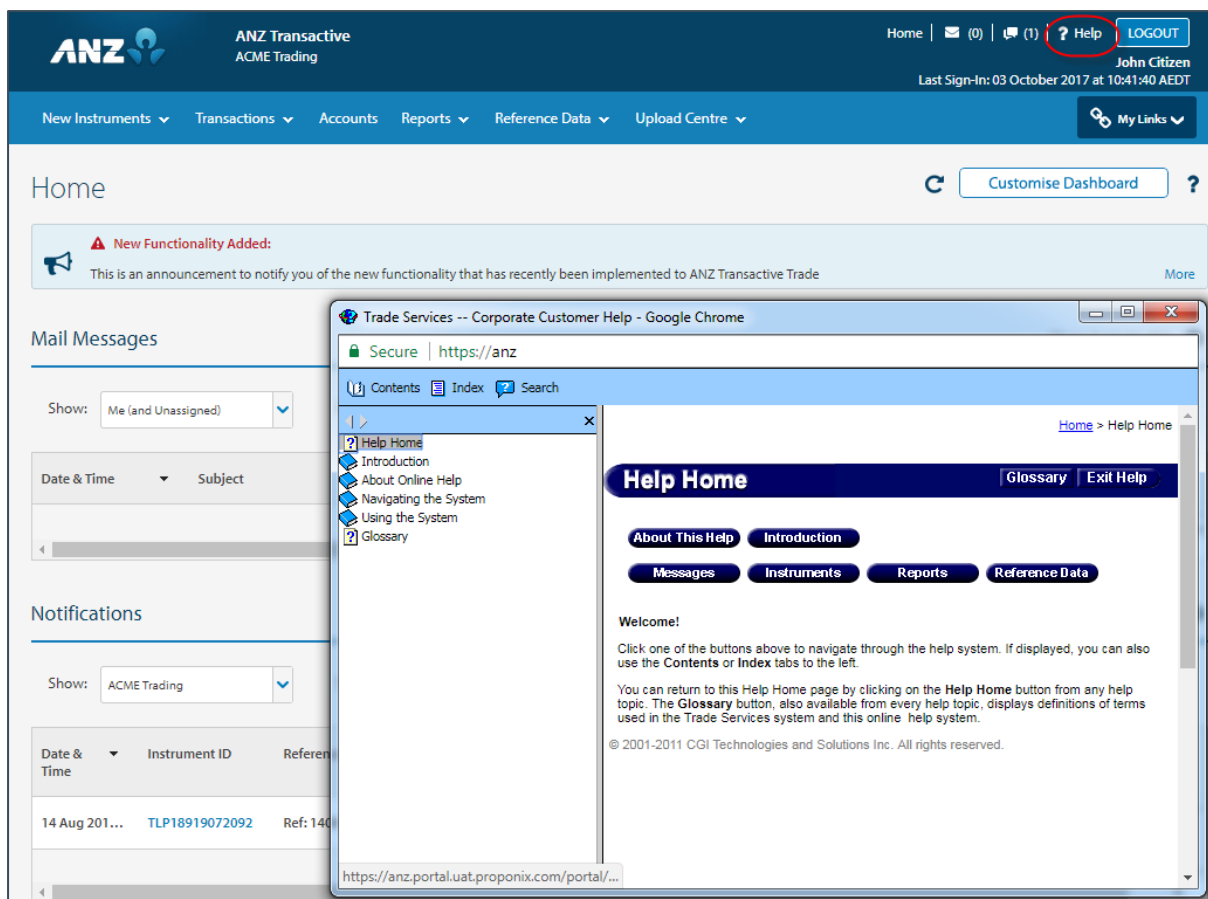 ANZ
ANZ Transactive
ACME Trading
Home (0) (1) ? Help LOGOUT
John Citizen
Last Sign-In: 03 October 2017 at 10:41:40 AEDT
New Instruments Transactions Accounts Reports Reference Data Upload Centre My Links
Home
Customise Dashboard ?
New Functionality Added:
This is an announcement to notify you of the new functionality that has recently been implemented to ANZ Transactive Trade More
Mail Messages
Show: Me (and Unassigned)
Date & Time Subject
Notifications
Show: ACME Trading
Date & Time Instrument ID Referen
14 Aug 201... TLP18919072092 Ref: 140
Trade Services -- Corporate Customer Help - Google Chrome
Secure https://anz
Contents Index Search
Help Home
Introduction
About Online Help
Navigating the System
Using the System
Glossary
Home > Help Home
Help Home Glossary Exit Help
About This Help Introduction
Messages Instruments Reports Reference Data
Welcome!
Click one of the buttons above to navigate through the help system. If displayed, you can also
use the Contents or Index tabs to the left.
You can return to this Help Home page by clicking on the Help Home button from any help
topic. The Glossary button, also available from every help topic, displays definitions of terms
used in the Trade Services system and this online help system.
© 2001-2011 CGI Technologies and Solutions Inc. All rights reserved.
https://anz.portal.uat.proponix.com/portal/...